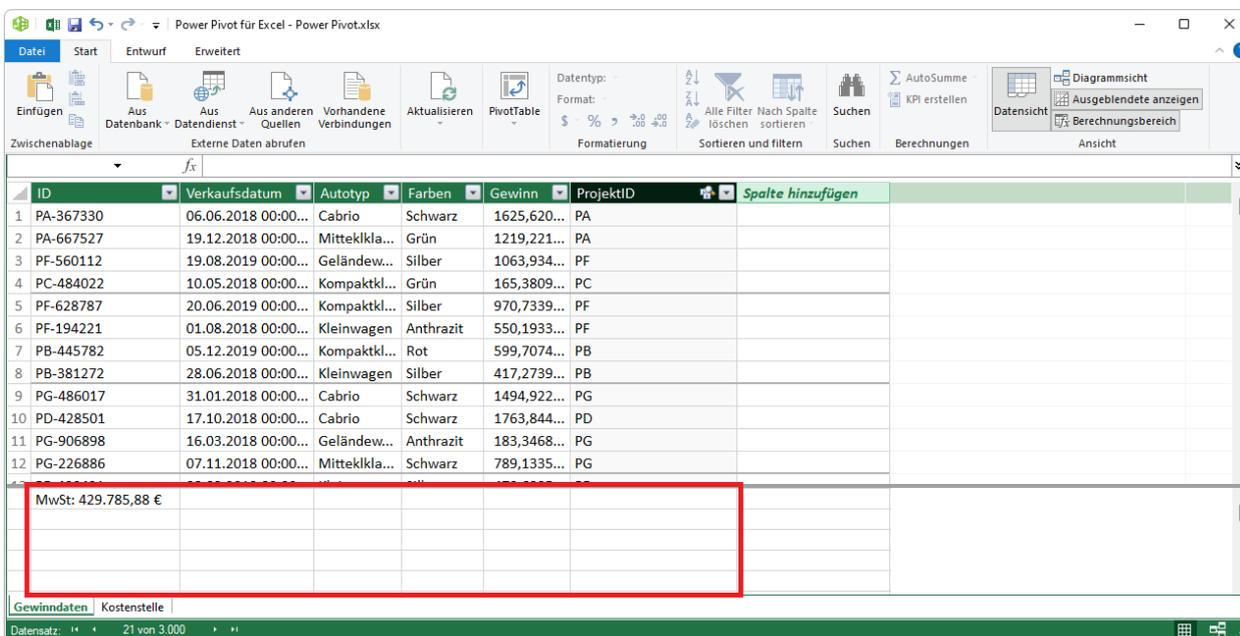 Power Pivot für Excel - Power Pivot.xlsx
Datei Start Entwurf Erweitert
Einfügen
Aus Datenbank
Aus Datendienst
Aus anderen Quellen
Vorhandene Verbindungen
Aktualisieren
PivotTable
Datentyp:
Format:
$ % 
Alle Filter löschen
Nach Spalte sortieren
Suchen
AutoSumme
KPI erstellen
Datensicht
Diagrammsicht
Ausgeblendete anzeigen
Berechnungsbereich
Zwischenablage Externe Daten abrufen Formatierung Sortieren und filtern Suchen Berechnungen Ansicht
fx
ID Verkaufsdatum Autotyp Farben Gewinn ProjektID Spalte hinzufügen
1 PA-367330 06.06.2018 00:00... Cabrio Schwarz 1625,620... PA
2 PA-667527 19.12.2018 00:00... Mitteklkla... Grün 1219,221... PA
3 PF-560112 19.08.2019 00:00... Geländew... Silber 1063,934... PF
4 PC-484022 10.05.2018 00:00... Kompaktkl... Grün 165,3809... PC
5 PF-628787 20.06.2019 00:00... Kompaktkl... Silber 970,7339... PF
6 PF-194221 01.08.2018 00:00... Kleinwagen Anthrazit 550,1933... PF
7 PB-445782 05.12.2019 00:00... Kompaktkl... Rot 599,7074... PB
8 PB-381272 28.06.2018 00:00... Kleinwagen Silber 417,2739... PB
9 PG-486017 31.01.2018 00:00... Cabrio Schwarz 1494,922... PG
10 PD-428501 17.10.2018 00:00... Cabrio Schwarz 1763,844... PD
11 PG-906898 16.03.2018 00:00... Geländew... Anthrazit 183,3468... PG
12 PG-226886 07.11.2018 00:00... Mitteklkla... Schwarz 789,1335... PG
MwSt: 429.785,88 €
Gewinndaten Kostenstelle
Datensatz: 21 von 3.000